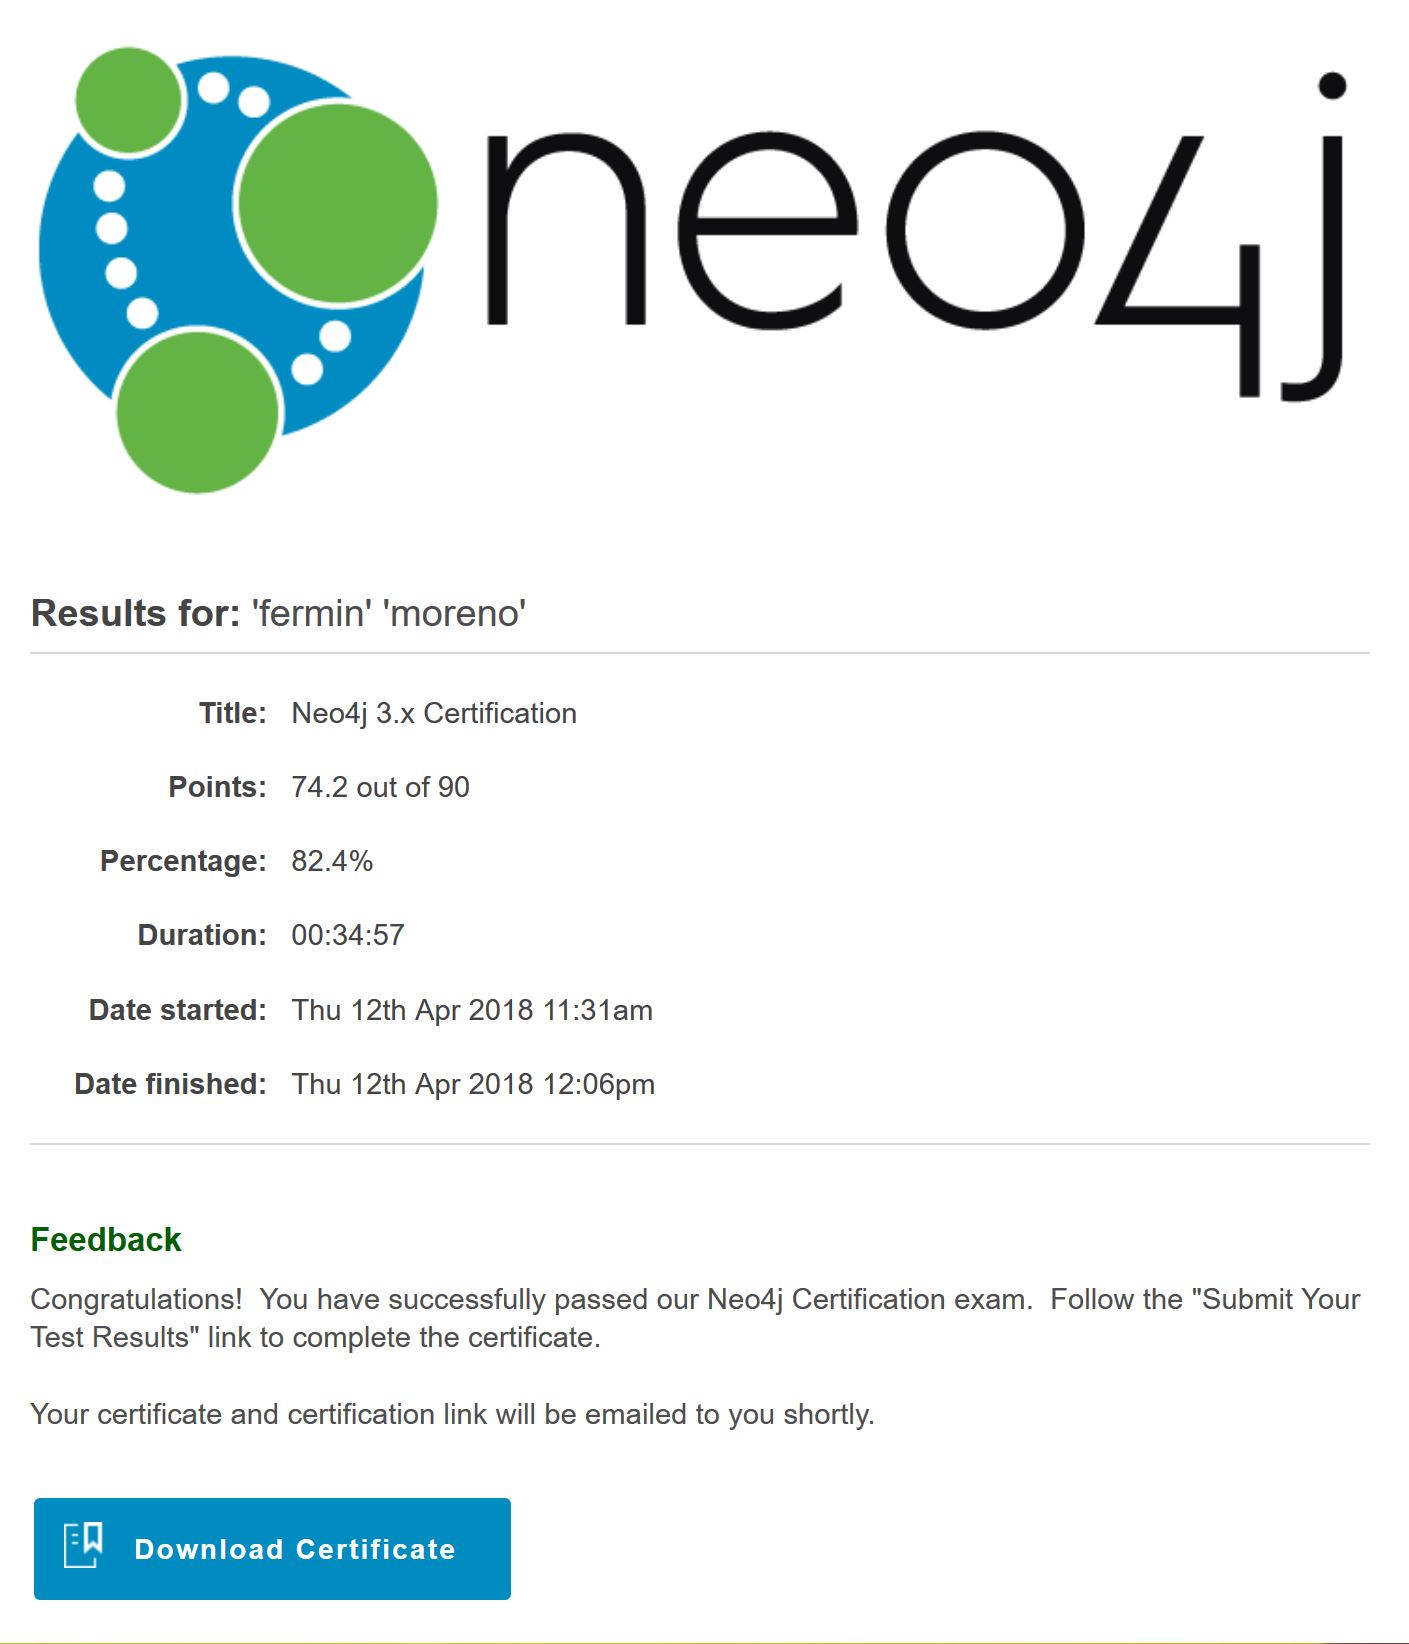 neo4j
Results for: 'fermin' 'moreno'
Title: Neo4j 3.x Certification
Points: 74.2 out of 90
Percentage: 82.4%
Duration: 00:34:57
Date started: Thu 12th Apr 2018 11:31am
Date finished: Thu 12th Apr 2018 12:06pm
Feedback
Congratulations!  You have successfully passed our Neo4j Certification exam.  Follow the "Submit Your
Test Results" link to complete the certificate.
Your certificate and certification link will be emailed to you shortly.
Download Certificate